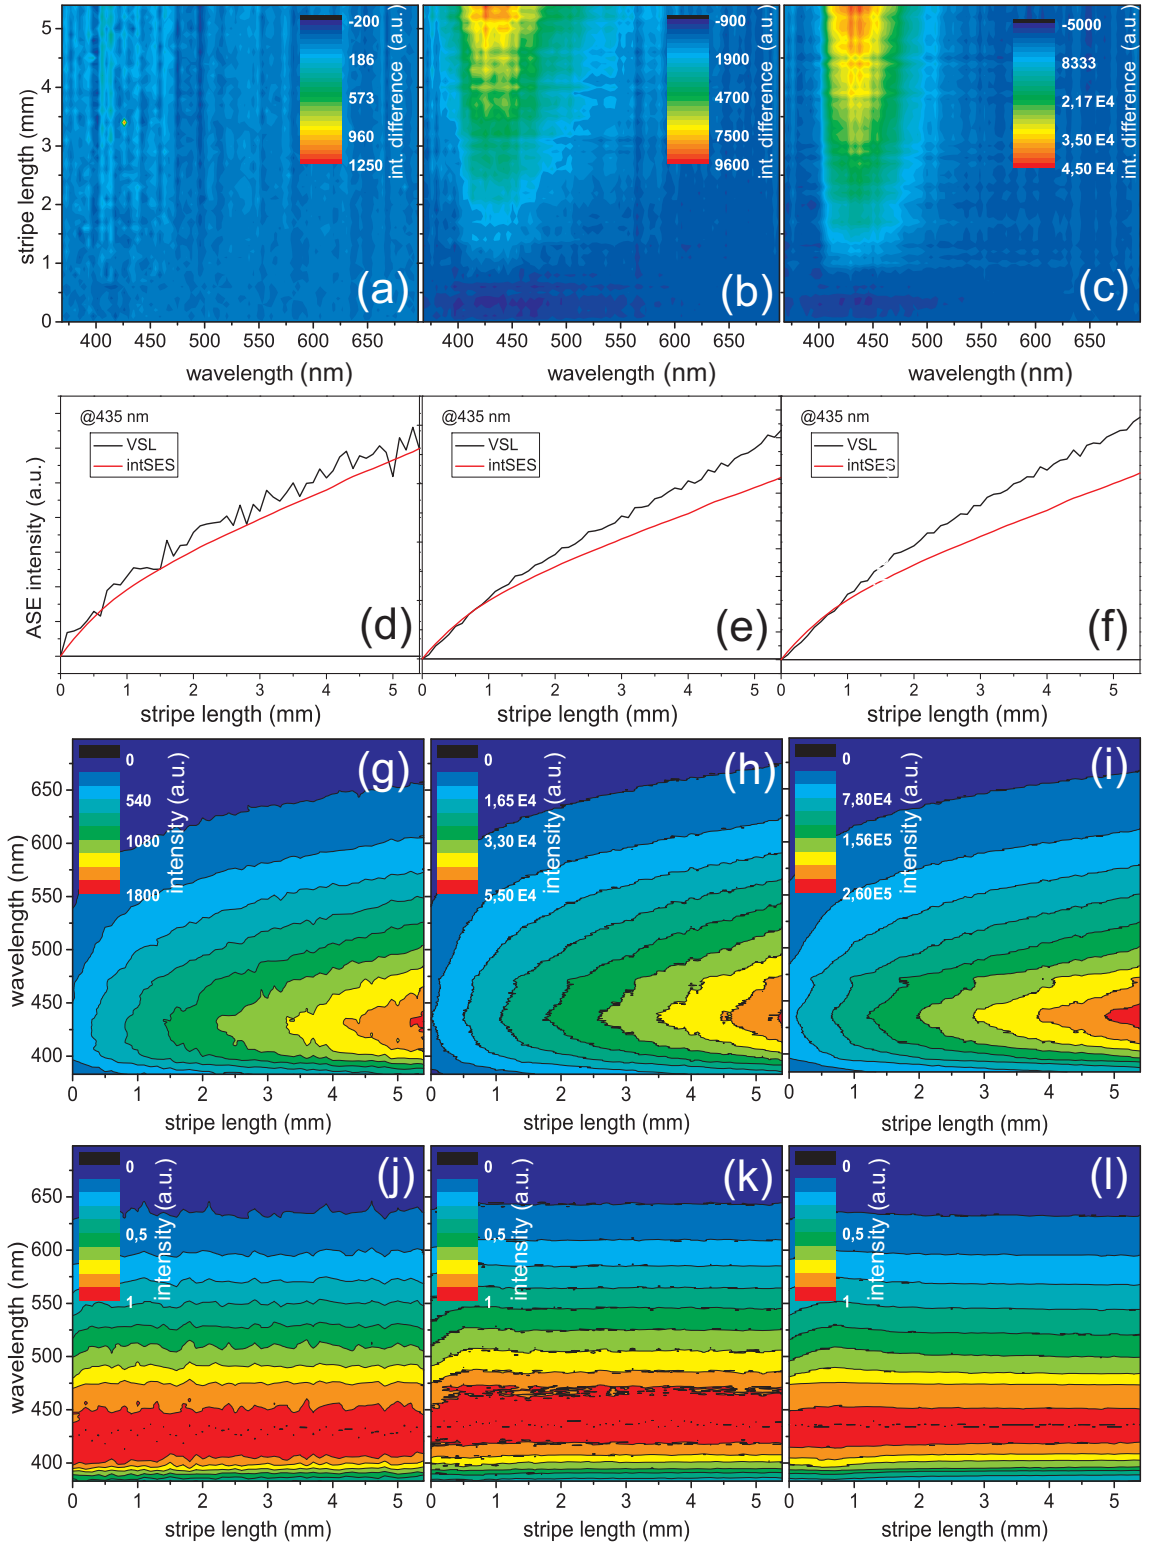 -200
186
573
960
1250
int. difference (a.u.)
(a)
-900
1900
4700
7500
9600
int. difference (a.u.)
(b)
-5000
8333
2,17 E4
3,50 E4
4,50 E4
int. difference (a.u.)
(c)
stripe length (mm)
5
4
3
2
1
0
400 450 500 550 600 650
400 450 500 550 600 650
400 450 500 550 600 650
wavelength (nm)
wavelength (nm)
wavelength (nm)
ASE intensity (a.u.)
@435 nm
VSL
intSES
(d)
@435 nm
VSL
intSES
(e)
@435 nm
VSL
intSES
(f)
0 1 2 3 4 5
0 1 2 3 4 5
0 1 2 3 4 5
stripe length (mm)
stripe length (mm)
stripe length (mm)
wavelength (nm)
650
600
550
500
450
400
0
540
1080
1800
intensity (a.u.)
(g)
0
1,65 E4
3,30 E4
5,50 E4
intensity (a.u.)
(h)
0
7,80E4
1,56E5
2,60E5
intensity (a.u.)
(i)
0 1 2 3 4 5
0 1 2 3 4 5
0 1 2 3 4 5
stripe length (mm)
stripe length (mm)
stripe length (mm)
wavelength (nm)
650
600
550
500
450
400
0
0,5
1
intensity (a.u.)
(j)
0
0,5
1
intensity (a.u.)
(k)
0
0,5
1
intensity (a.u.)
(l)
0 1 2 3 4 5
0 1 2 3 4 5
0 1 2 3 4 5
stripe length (mm)
stripe length (mm)
stripe length (mm)